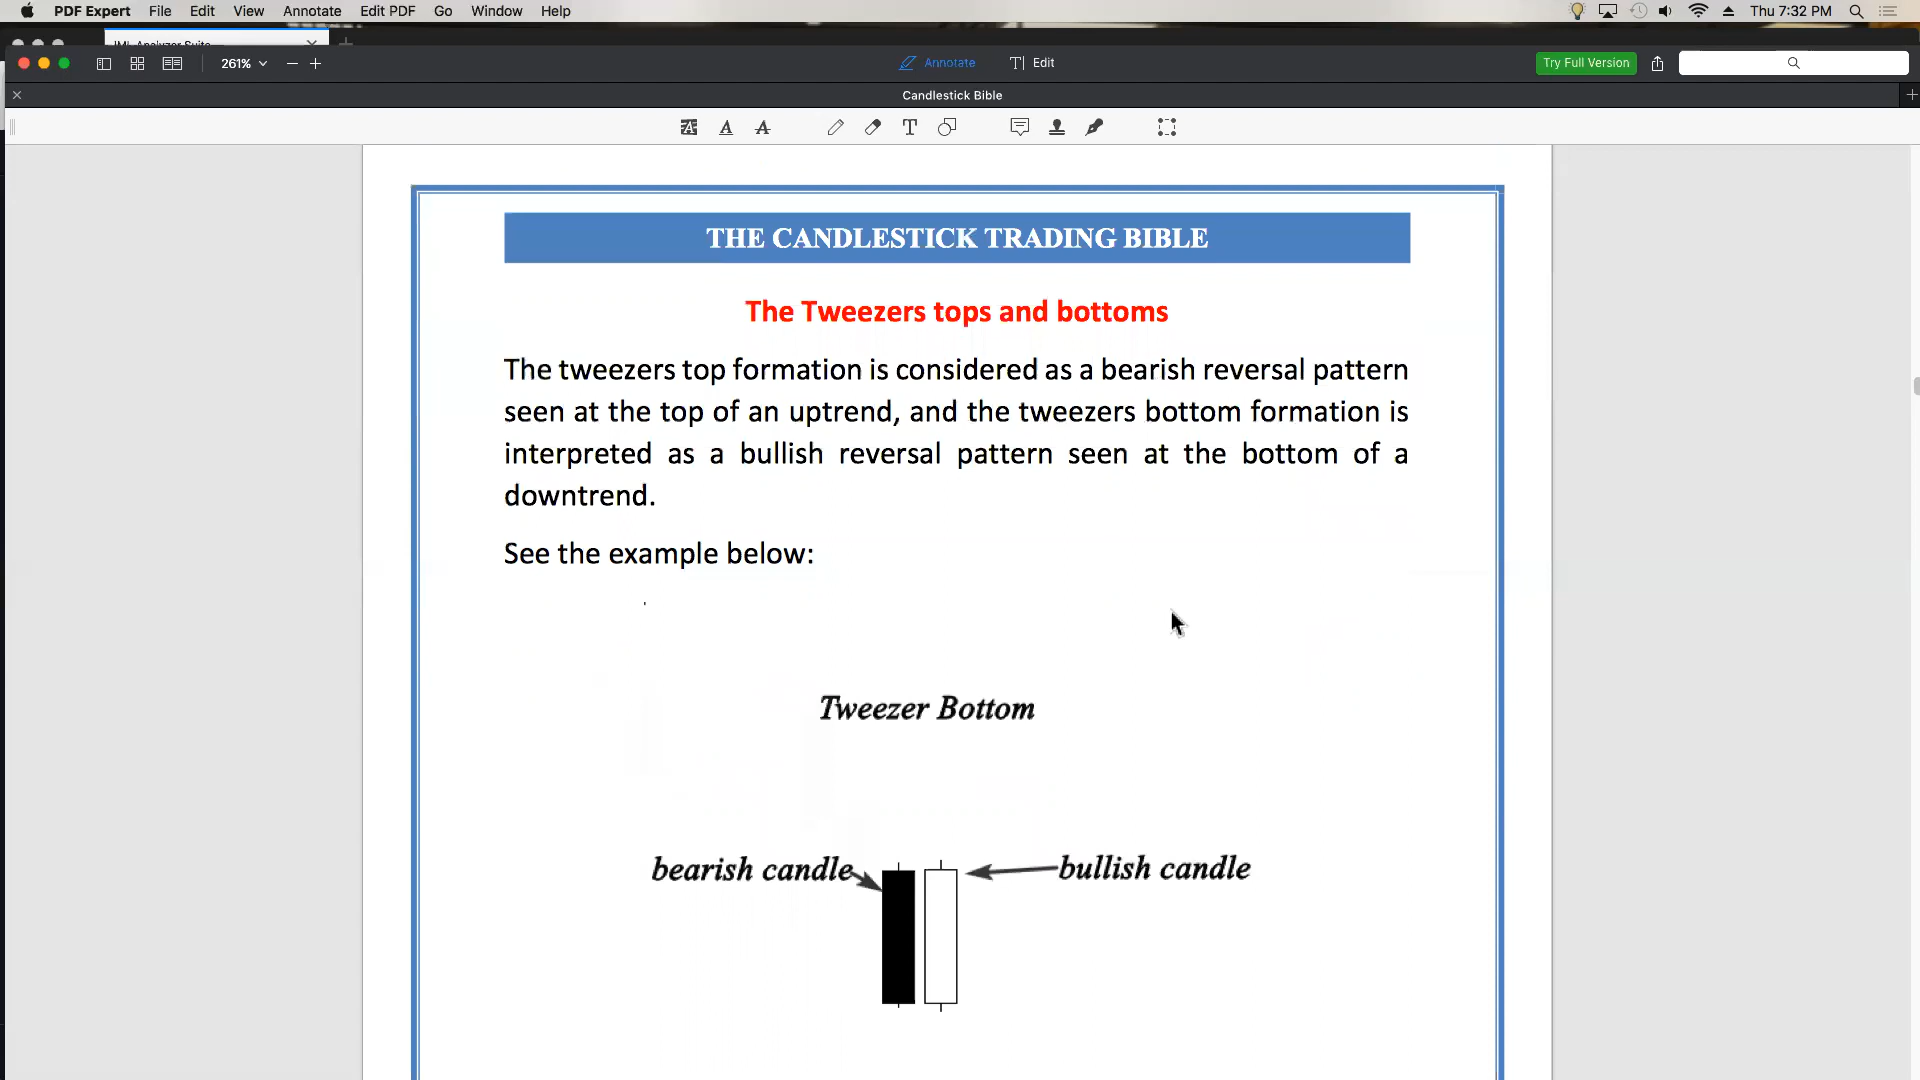 PDF Expert File Edit View Annotate Edit PDF Go Window Help Thu 7:32 PM
IML Analyzer Suite
261% Annotate T Edit Try Full Version
Candlestick Bible
A A A T
THE CANDLESTICK TRADING BIBLE
The Tweezers tops and bottoms
The tweezers top formation is considered as a bearish reversal pattern
seen at the top of an uptrend, and the tweezers bottom formation is
interpreted as a bullish reversal pattern seen at the bottom of a
downtrend.
See the example below:
Tweezer Bottom
bearish candle bullish candle